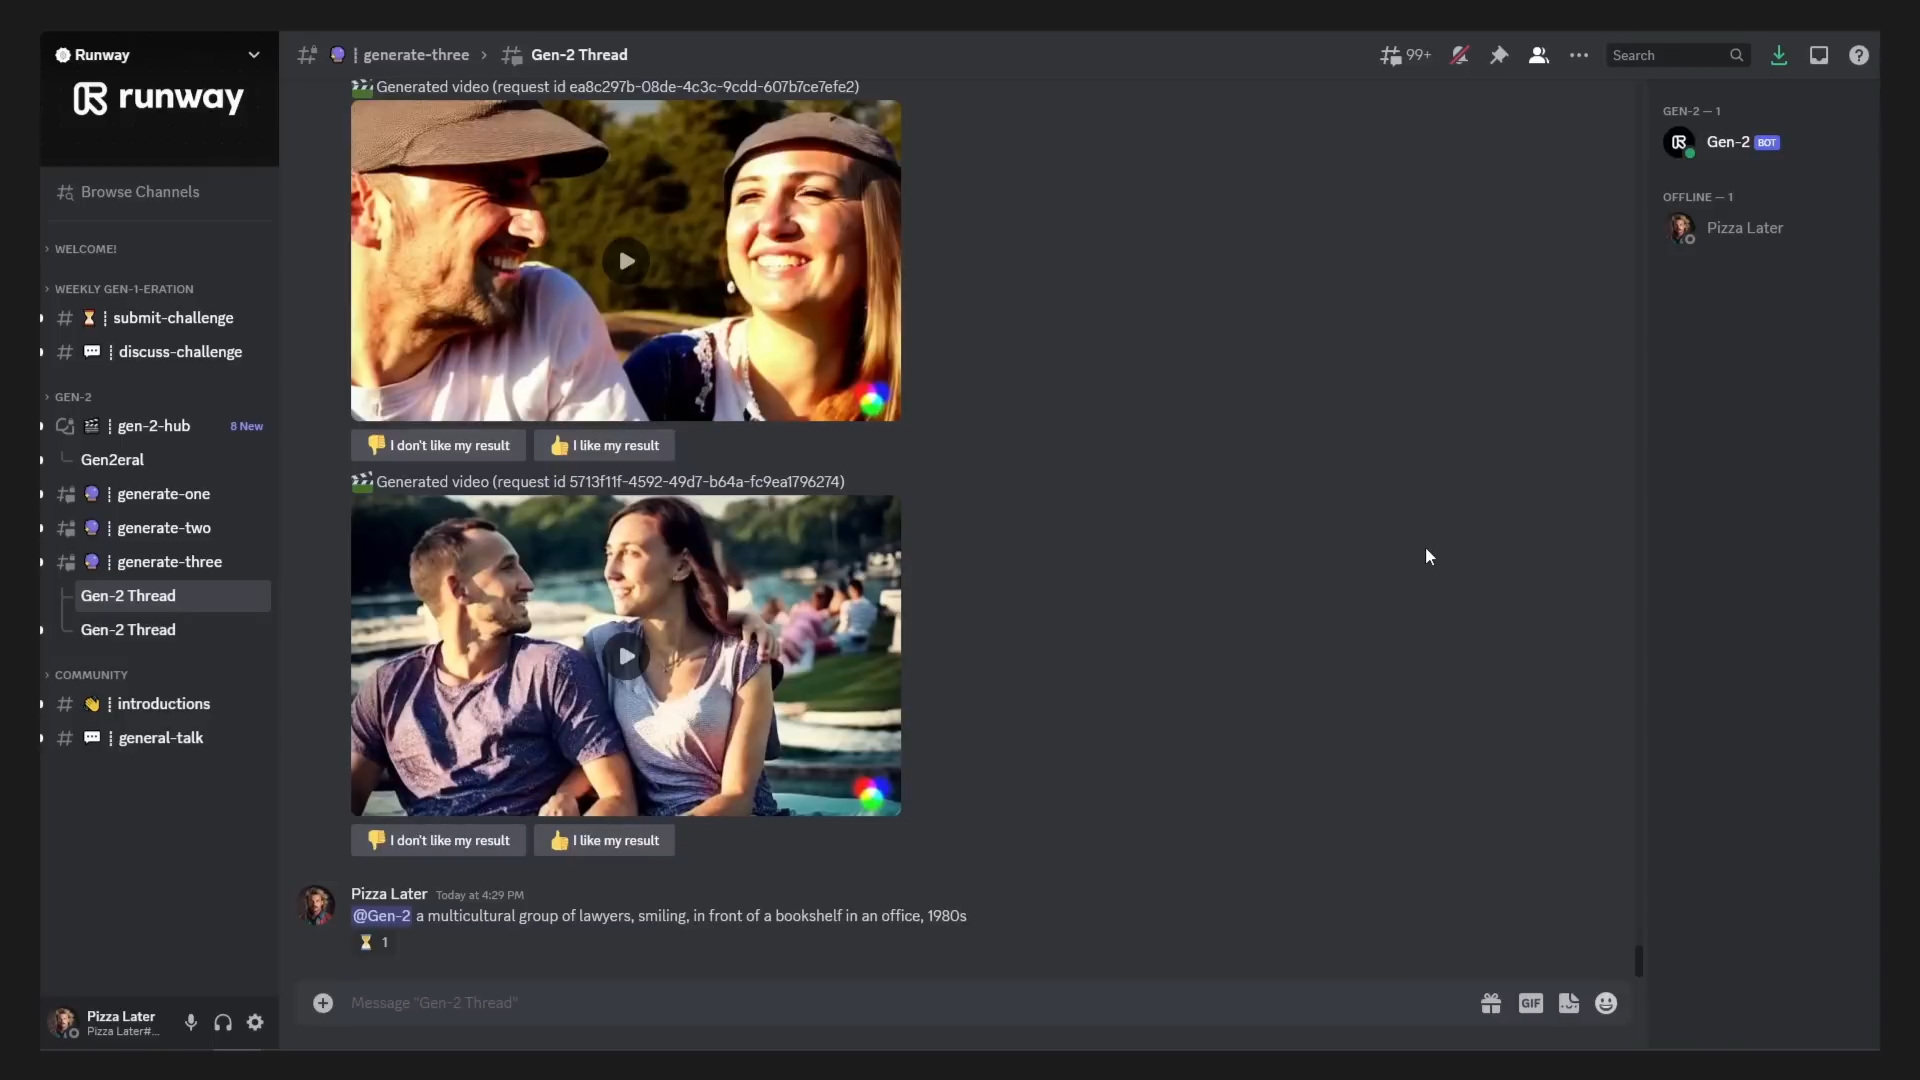 Runway
runway
Browse Channels
WELCOME!
WEEKLY GEN-1-ERATION
submit-challenge
discuss-challenge
GEN-2
gen-2-hub
8 New
Gen2eral
generate-one
generate-two
generate-three
Gen-2 Thread
Gen-2 Thread
COMMUNITY
introductions
general-talk
Pizza Later
Pizza Later#...
generate-three > Gen-2 Thread
99+
Search
Generated video (request id ea8c297b-08de-4c3c-9cdd-607b7ce7efe2)
I don't like my result
I like my result
Generated video (request id 5713f11f-4592-49d7-b64a-fc9ea1796274)
I don't like my result
I like my result
Pizza Later Today at 4:29 PM
@Gen-2 a multicultural group of lawyers, smiling, in front of a bookshelf in an office, 1980s
1
Message "Gen-2 Thread"
GIF
GEN-2 — 1
Gen-2 BOT
OFFLINE — 1
Pizza Later